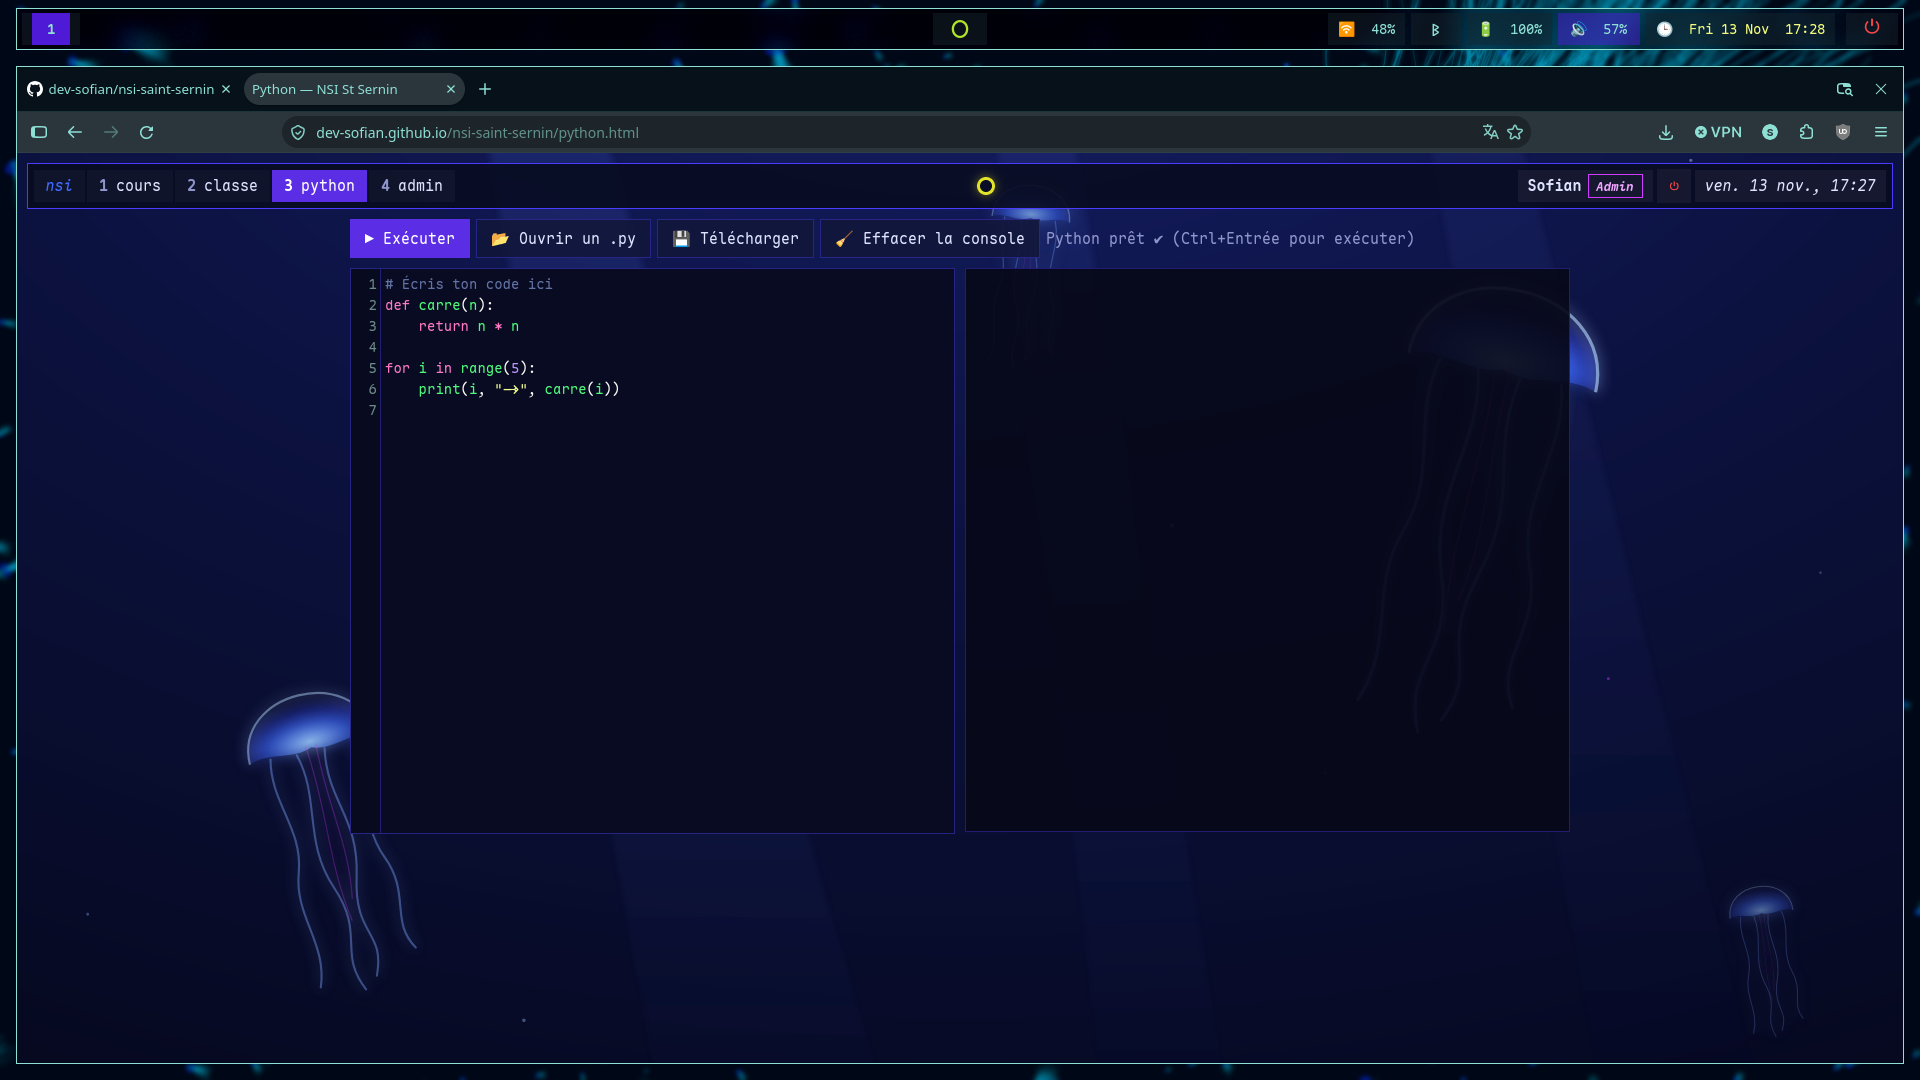 1
48%
100%
57%
Fri 13 Nov 17:28
dev-sofian/nsi-saint-sernin
Python — NSI St Sernin
dev-sofian.github.io/nsi-saint-sernin/python.html
VPN
S
nsi
1 cours
2 classe
3 python
4 admin
Sofian
Admin
ven. 13 nov., 17:27
▶ Exécuter
Ouvrir un .py
Télécharger
Effacer la console
Python prêt ✔ (Ctrl+Entrée pour exécuter)
1 # Écris ton code ici
2 def carre(n):
3     return n * n
4
5 for i in range(5):
6     print(i, "->", carre(i))
7